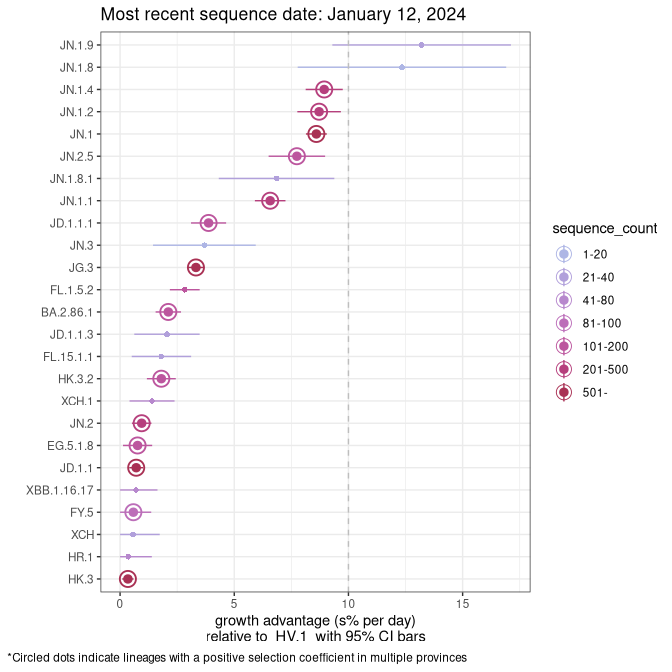 Most recent sequence date: January 12, 2024
JN.1.9
JN.1.8
JN.1.4
JN.1.2
JN.1
JN.2.5
JN.1.8.1
JN.1.1
JD.1.1.1
JN.3
JG.3
FL.1.5.2
BA.2.86.1
JD.1.1.3
FL.15.1.1
HK.3.2
XCH.1
JN.2
EG.5.1.8
JD.1.1
XBB.1.16.17
FY.5
XCH
HR.1
HK.3
0 5 10 15
growth advantage (s% per day)
relative to HV.1 with 95% CI bars
sequence_count
1-20
21-40
41-80
81-100
101-200
201-500
501-
*Circled dots indicate lineages with a positive selection coefficient in multiple provinces